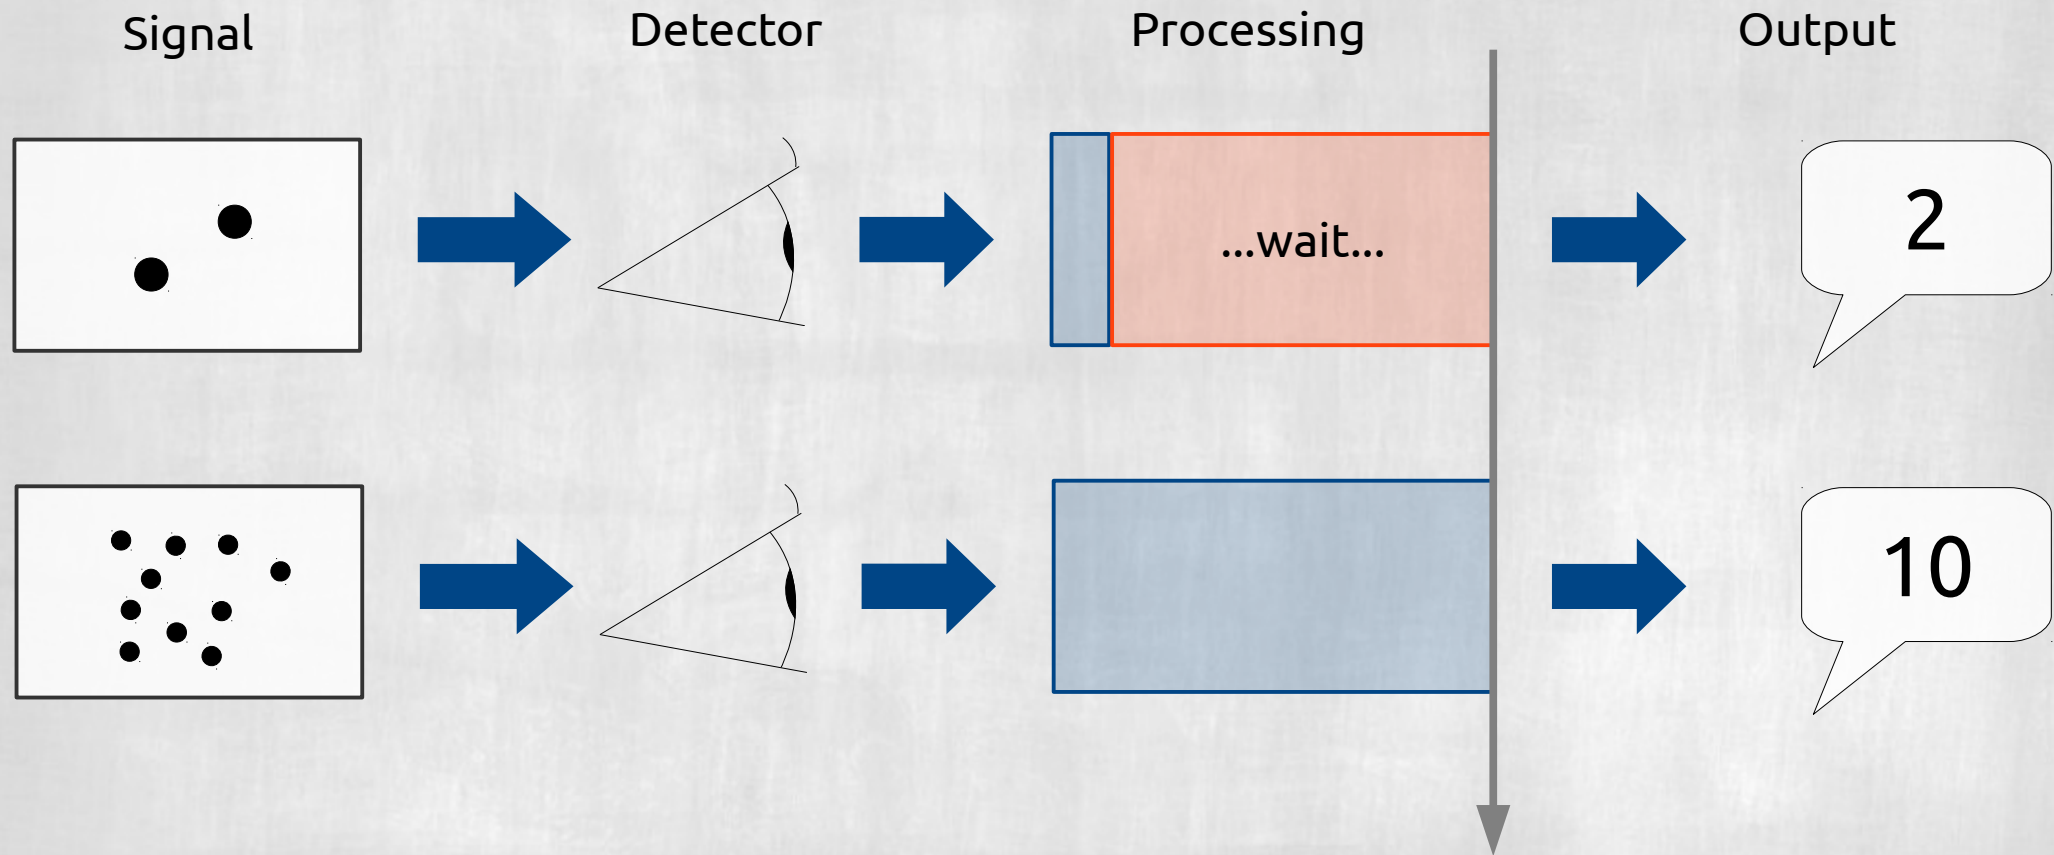 Signal
Detector
Processing
Output
...wait...
2
10